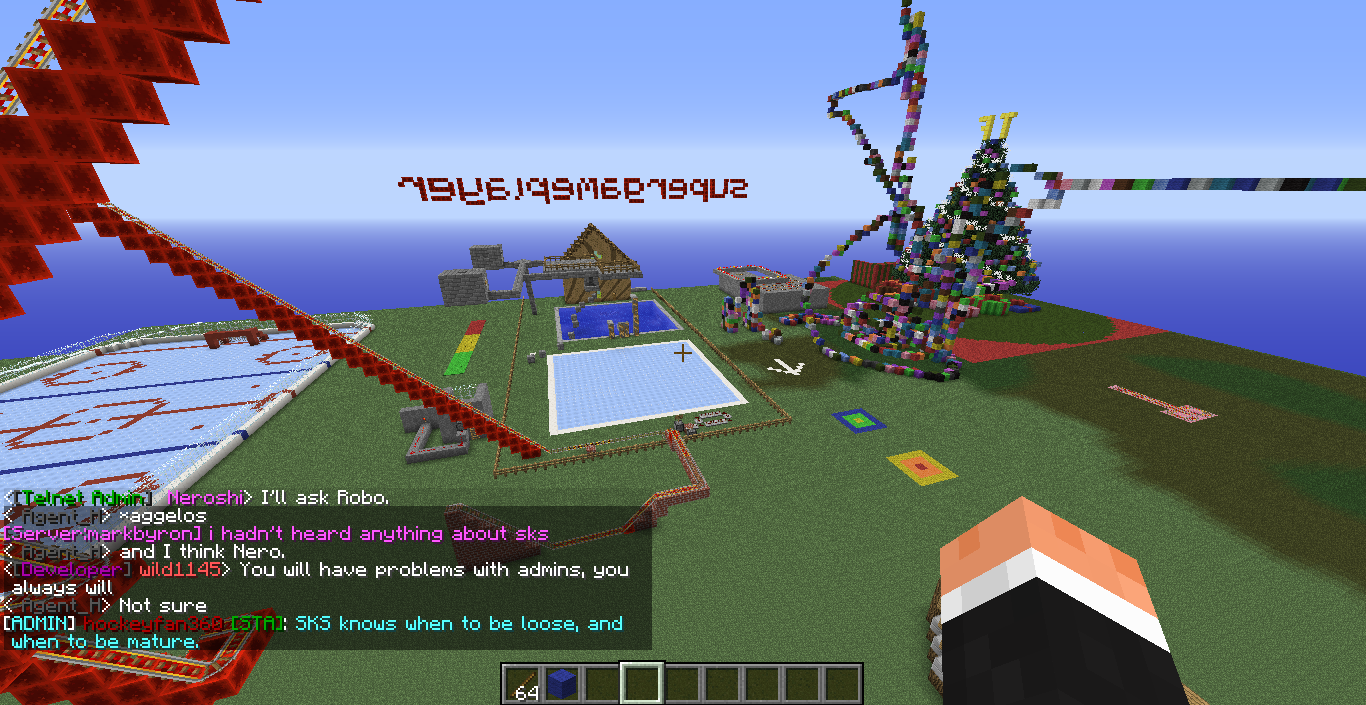 supergameplayer
<[Telnet Admin] Neroshi> I'll ask Robo.
<~Agent_H> *aggelos
[Server:markbyron] i hadn't heard anything about sks
<~Agent_H> and I think Nero.
<[Developer] wild1145> You will have problems with admins, you
always will
<~Agent_H> Not sure
[ADMIN] hockeyfan360 [STA]: SKS knows when to be loose, and
when to be mature.
64